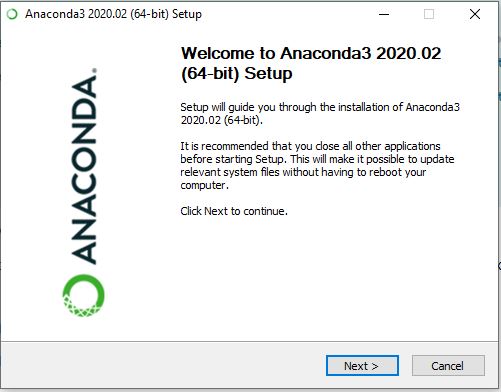 Anaconda3 2020.02 (64-bit) Setup
Welcome to Anaconda3 2020.02
(64-bit) Setup
Setup will guide you through the installation of Anaconda3
2020.02 (64-bit).
It is recommended that you close all other applications
before starting Setup. This will make it possible to update
relevant system files without having to reboot your
computer.
Click Next to continue.
ANACONDA.
Next >
Cancel